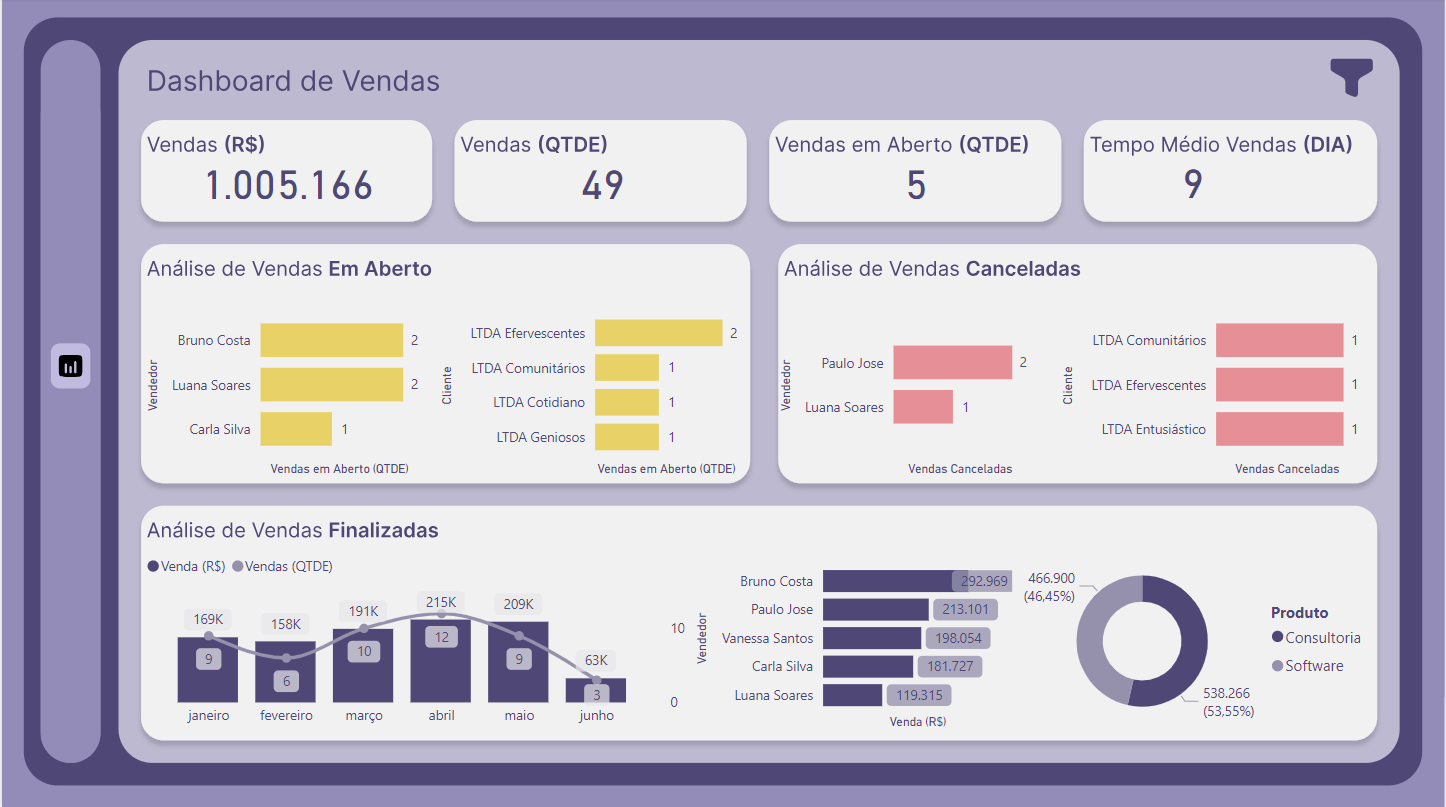 Dashboard de Vendas
Vendas (R$)
1.005.166
Vendas (QTDE)
49
Vendas em Aberto (QTDE)
5
Tempo Médio Vendas (DIA)
9
Análise de Vendas Em Aberto
Vendedor
Bruno Costa
2
Luana Soares
2
Carla Silva
1
Vendas em Aberto (QTDE)
Cliente
LTDA Efervescentes
2
LTDA Comunitários
1
LTDA Cotidiano
1
LTDA Geniosos
1
Vendas em Aberto (QTDE)
Análise de Vendas Canceladas
Vendedor
Paulo Jose
2
Luana Soares
1
Vendas Canceladas
Cliente
LTDA Comunitários
1
LTDA Efervescentes
1
LTDA Entusiástico
1
Vendas Canceladas
Análise de Vendas Finalizadas
Venda (R$)
Vendas (QTDE)
169K
158K
191K
215K
209K
63K
9
6
10
12
9
3
janeiro
fevereiro
março
abril
maio
junho
10
0
Vendedor
Bruno Costa
292.969
Paulo Jose
213.101
Vanessa Santos
198.054
Carla Silva
181.727
Luana Soares
119.315
Venda (R$)
466.900
(46,45%)
538.266
(53,55%)
Produto
Consultoria
Software